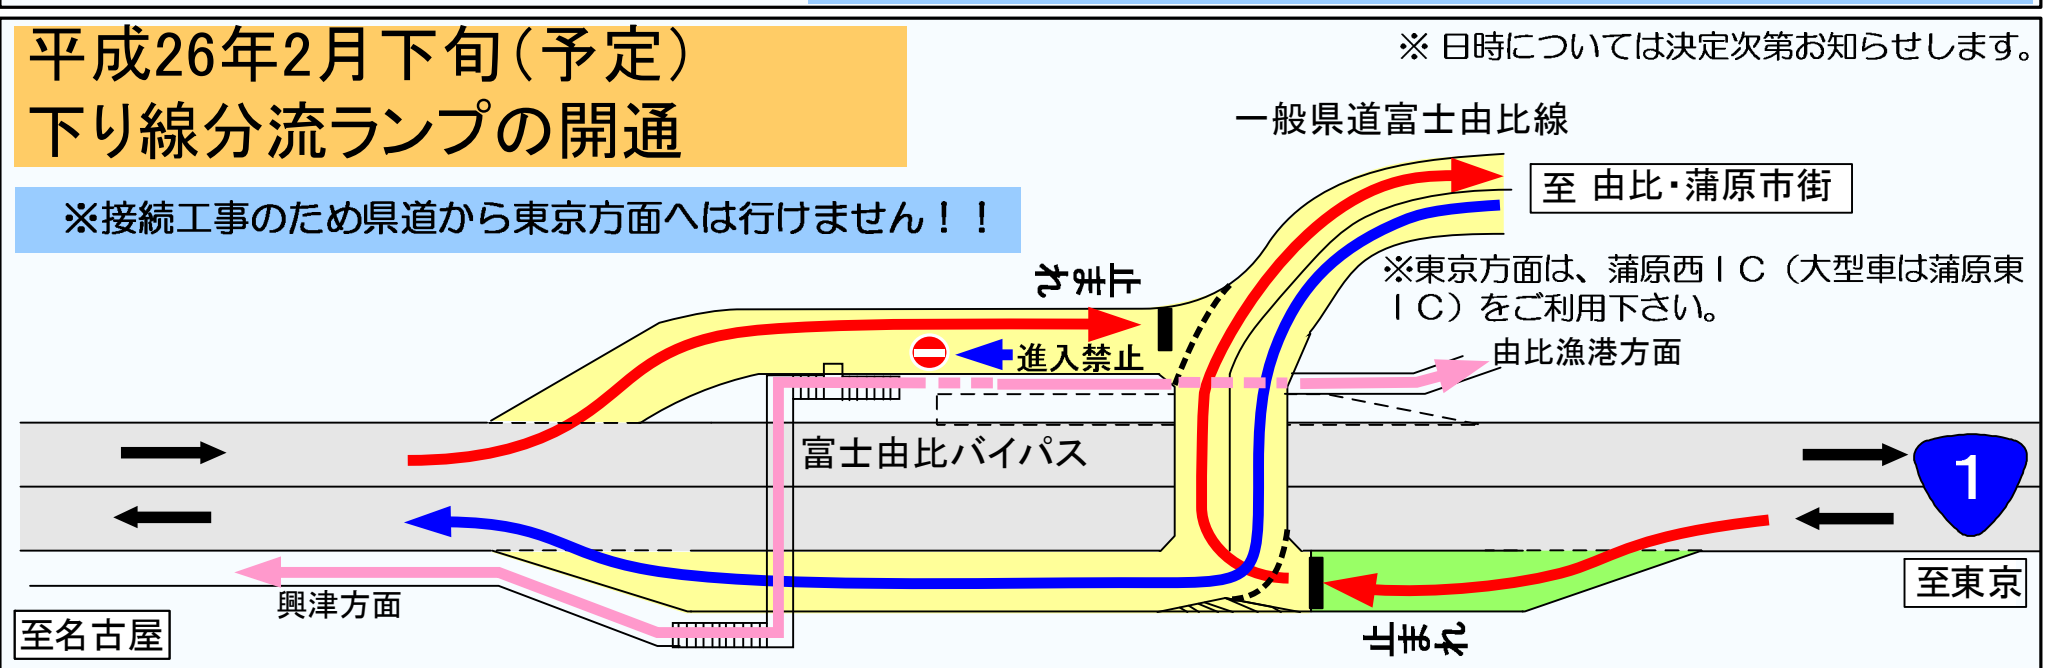 平成26年2月下旬(予定)
下り線分流ランプの開通
※ 日時については決定次第お知らせします。
一般県道富士由比線
至 由比・蒲原市街
※接続工事のため県道から東京方面へは行けません！！
※東京方面は、蒲原西ＩＣ（大型車は蒲原東
ＩＣ）をご利用下さい。
止まれ
進入禁止
由比漁港方面
富士由比バイパス
1
興津方面
至東京
至名古屋
止まれ